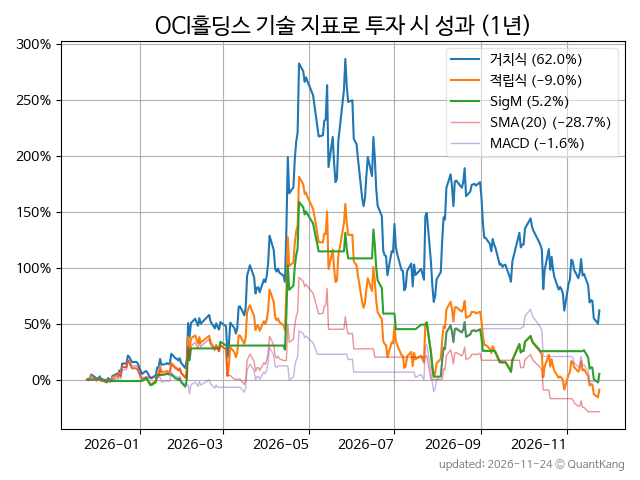 OCI홀딩스 기술 지표로 투자 시 성과 (1년)
300%
250%
200%
150%
100%
50%
0%
거치식 (62.0%)
적립식 (−9.0%)
SigM (5.2%)
SMA(20) (−28.7%)
MACD (−1.6%)
2026-01 2026-03 2026-05 2026-07 2026-09 2026-11
updated: 2026-11-24 © QuantKang